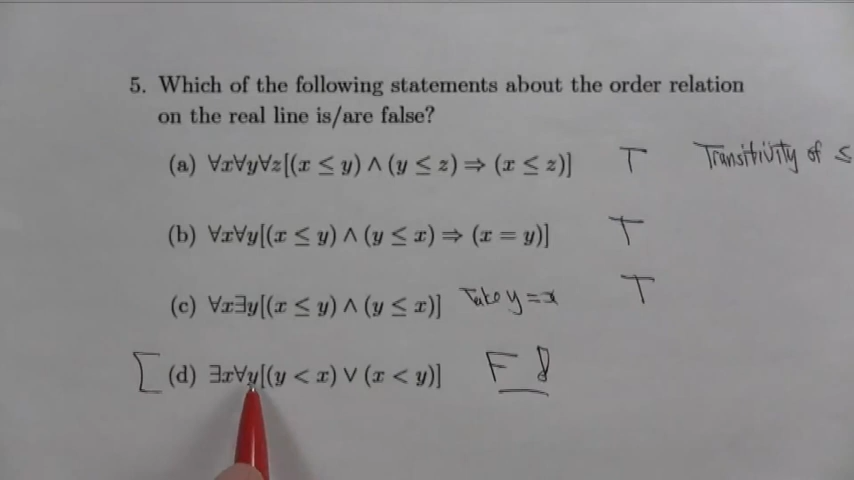 5. Which of the following statements about the order relation
on the real line is/are false?
(a) ∀x∀y∀z[(x ≤ y) ∧ (y ≤ z) ⇒ (x ≤ z)] T Transitivity of ≤
(b) ∀x∀y[(x ≤ y) ∧ (y ≤ x) ⇒ (x = y)] T
(c) ∀x∃y[(x ≤ y) ∧ (y ≤ x)] Take y = x T
(d) ∃x∀y[(y < x) ∨ (x < y)] F